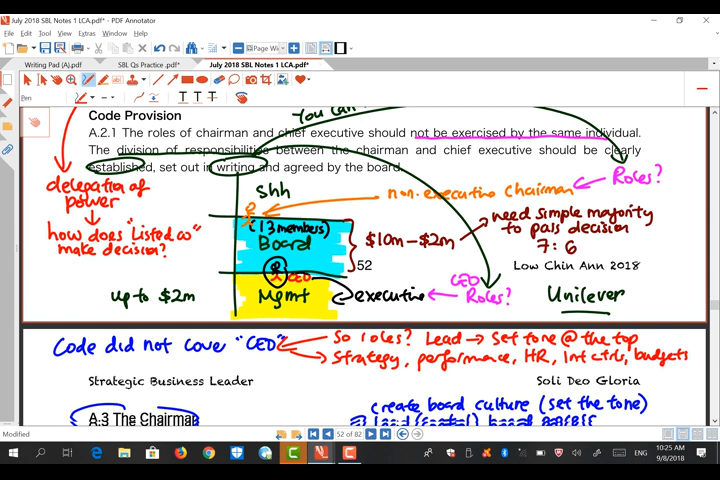 July 2018 SBL Notes 1 LCA.pdf* - PDF Annotator
File Edit Tools Extras Window Help
Page Wi
Writing Pad (A).pdf
SBL Qs Practice .pdf*
July 2018 SBL Notes 1 LCA.pdf*
Pen
T T T
Code Provision
You can
A.2.1 The roles of chairman and chief executive should not be exercised by the same individual.
The division of responsibilities between the chairman and chief executive should be clearly
established, set out in writing and agreed by the board.
Roles?
delegation of
power
Shh
non-executive Chairman
how does "Listed co"
make decision?
(13 members)
Board
$10m - $2m
need simple majority
to pass decision
7 : 6
52
Low Chin Ann 2018
CEO
CEO
up to $2m
Mgmt
executive
Roles?
Unilever
Code did not cove "CEO"
So roles? Lead → Set tone @ the top
Strategy, performance, HR, Int ctrls, budgets
Strategic Business Leader
Soli Deo Gloria
create board culture (set the tone)
A.3 The Chairman
Modified
52 of 82
10:25 AM
ENG
9/8/2018